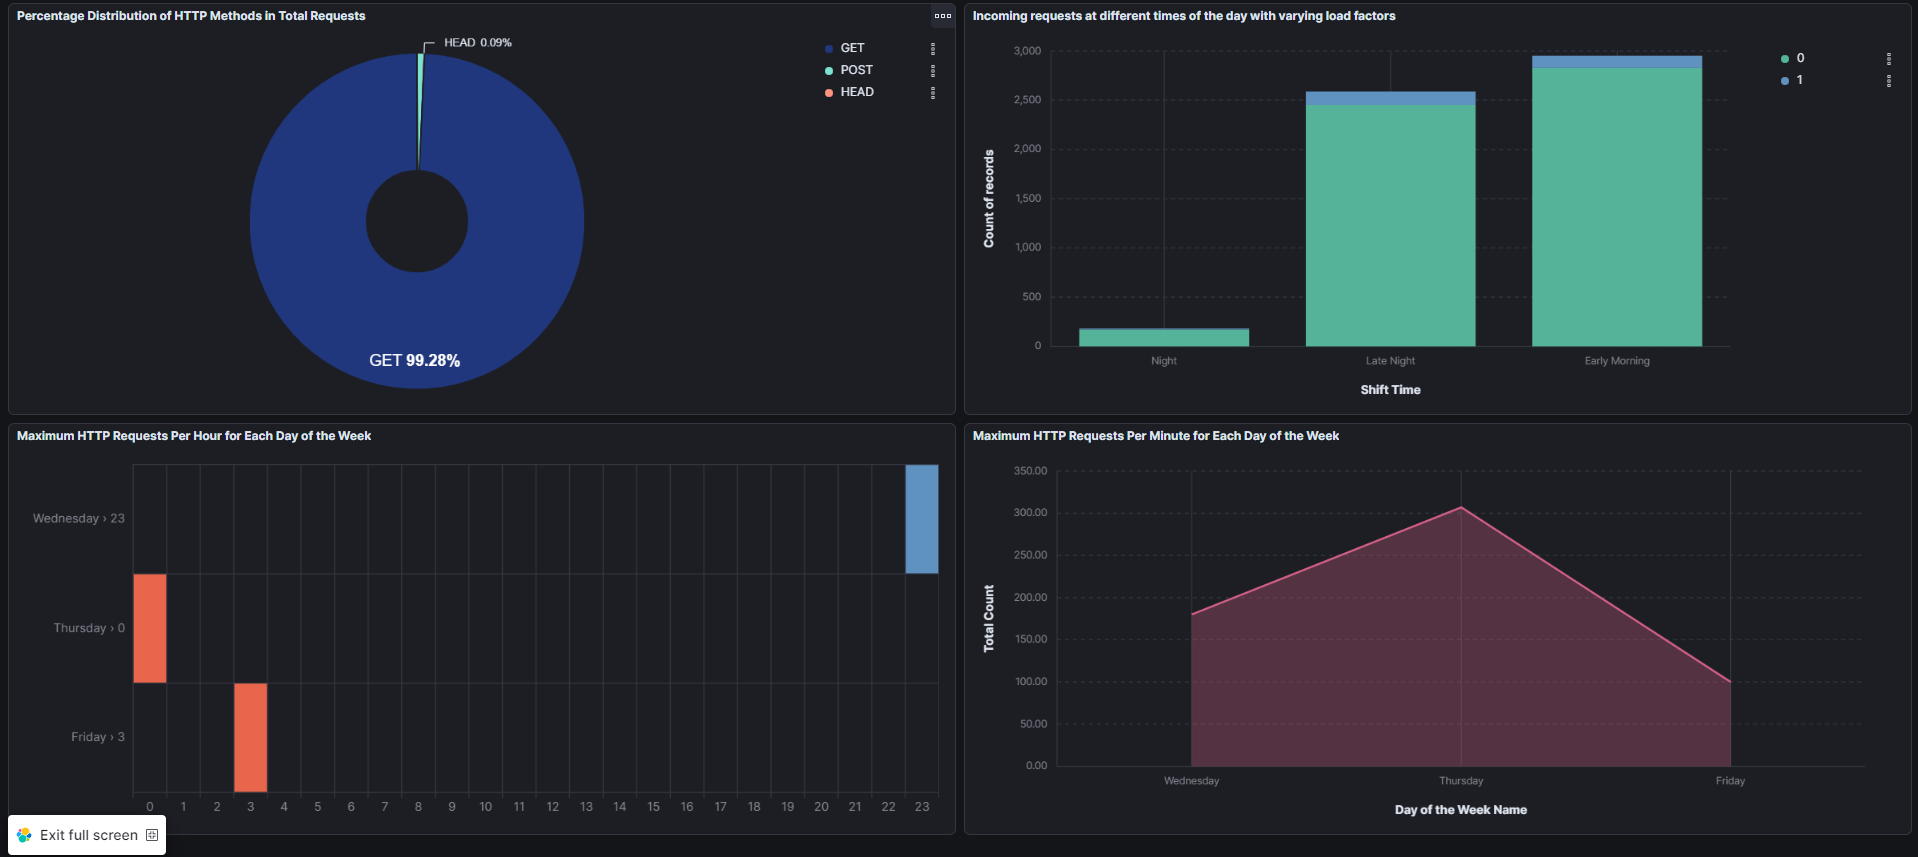 Percentage Distribution of HTTP Methods in Total Requests
HEAD 0.09%
GET 99.28%
GET
POST
HEAD
Incoming requests at different times of the day with varying load factors
3,000
2,500
2,000
1,500
1,000
500
0
Count of records
Night Late Night Early Morning
Shift Time
0
1
Maximum HTTP Requests Per Hour for Each Day of the Week
Wednesday › 23
Thursday › 0
Friday › 3
0 1 2 3 4 5 6 7 8 9 10 11 12 13 14 15 16 17 18 19 20 21 22 23
Maximum HTTP Requests Per Minute for Each Day of the Week
350.00
300.00
250.00
200.00
150.00
100.00
50.00
0.00
Total Count
Wednesday Thursday Friday
Day of the Week Name
Exit full screen